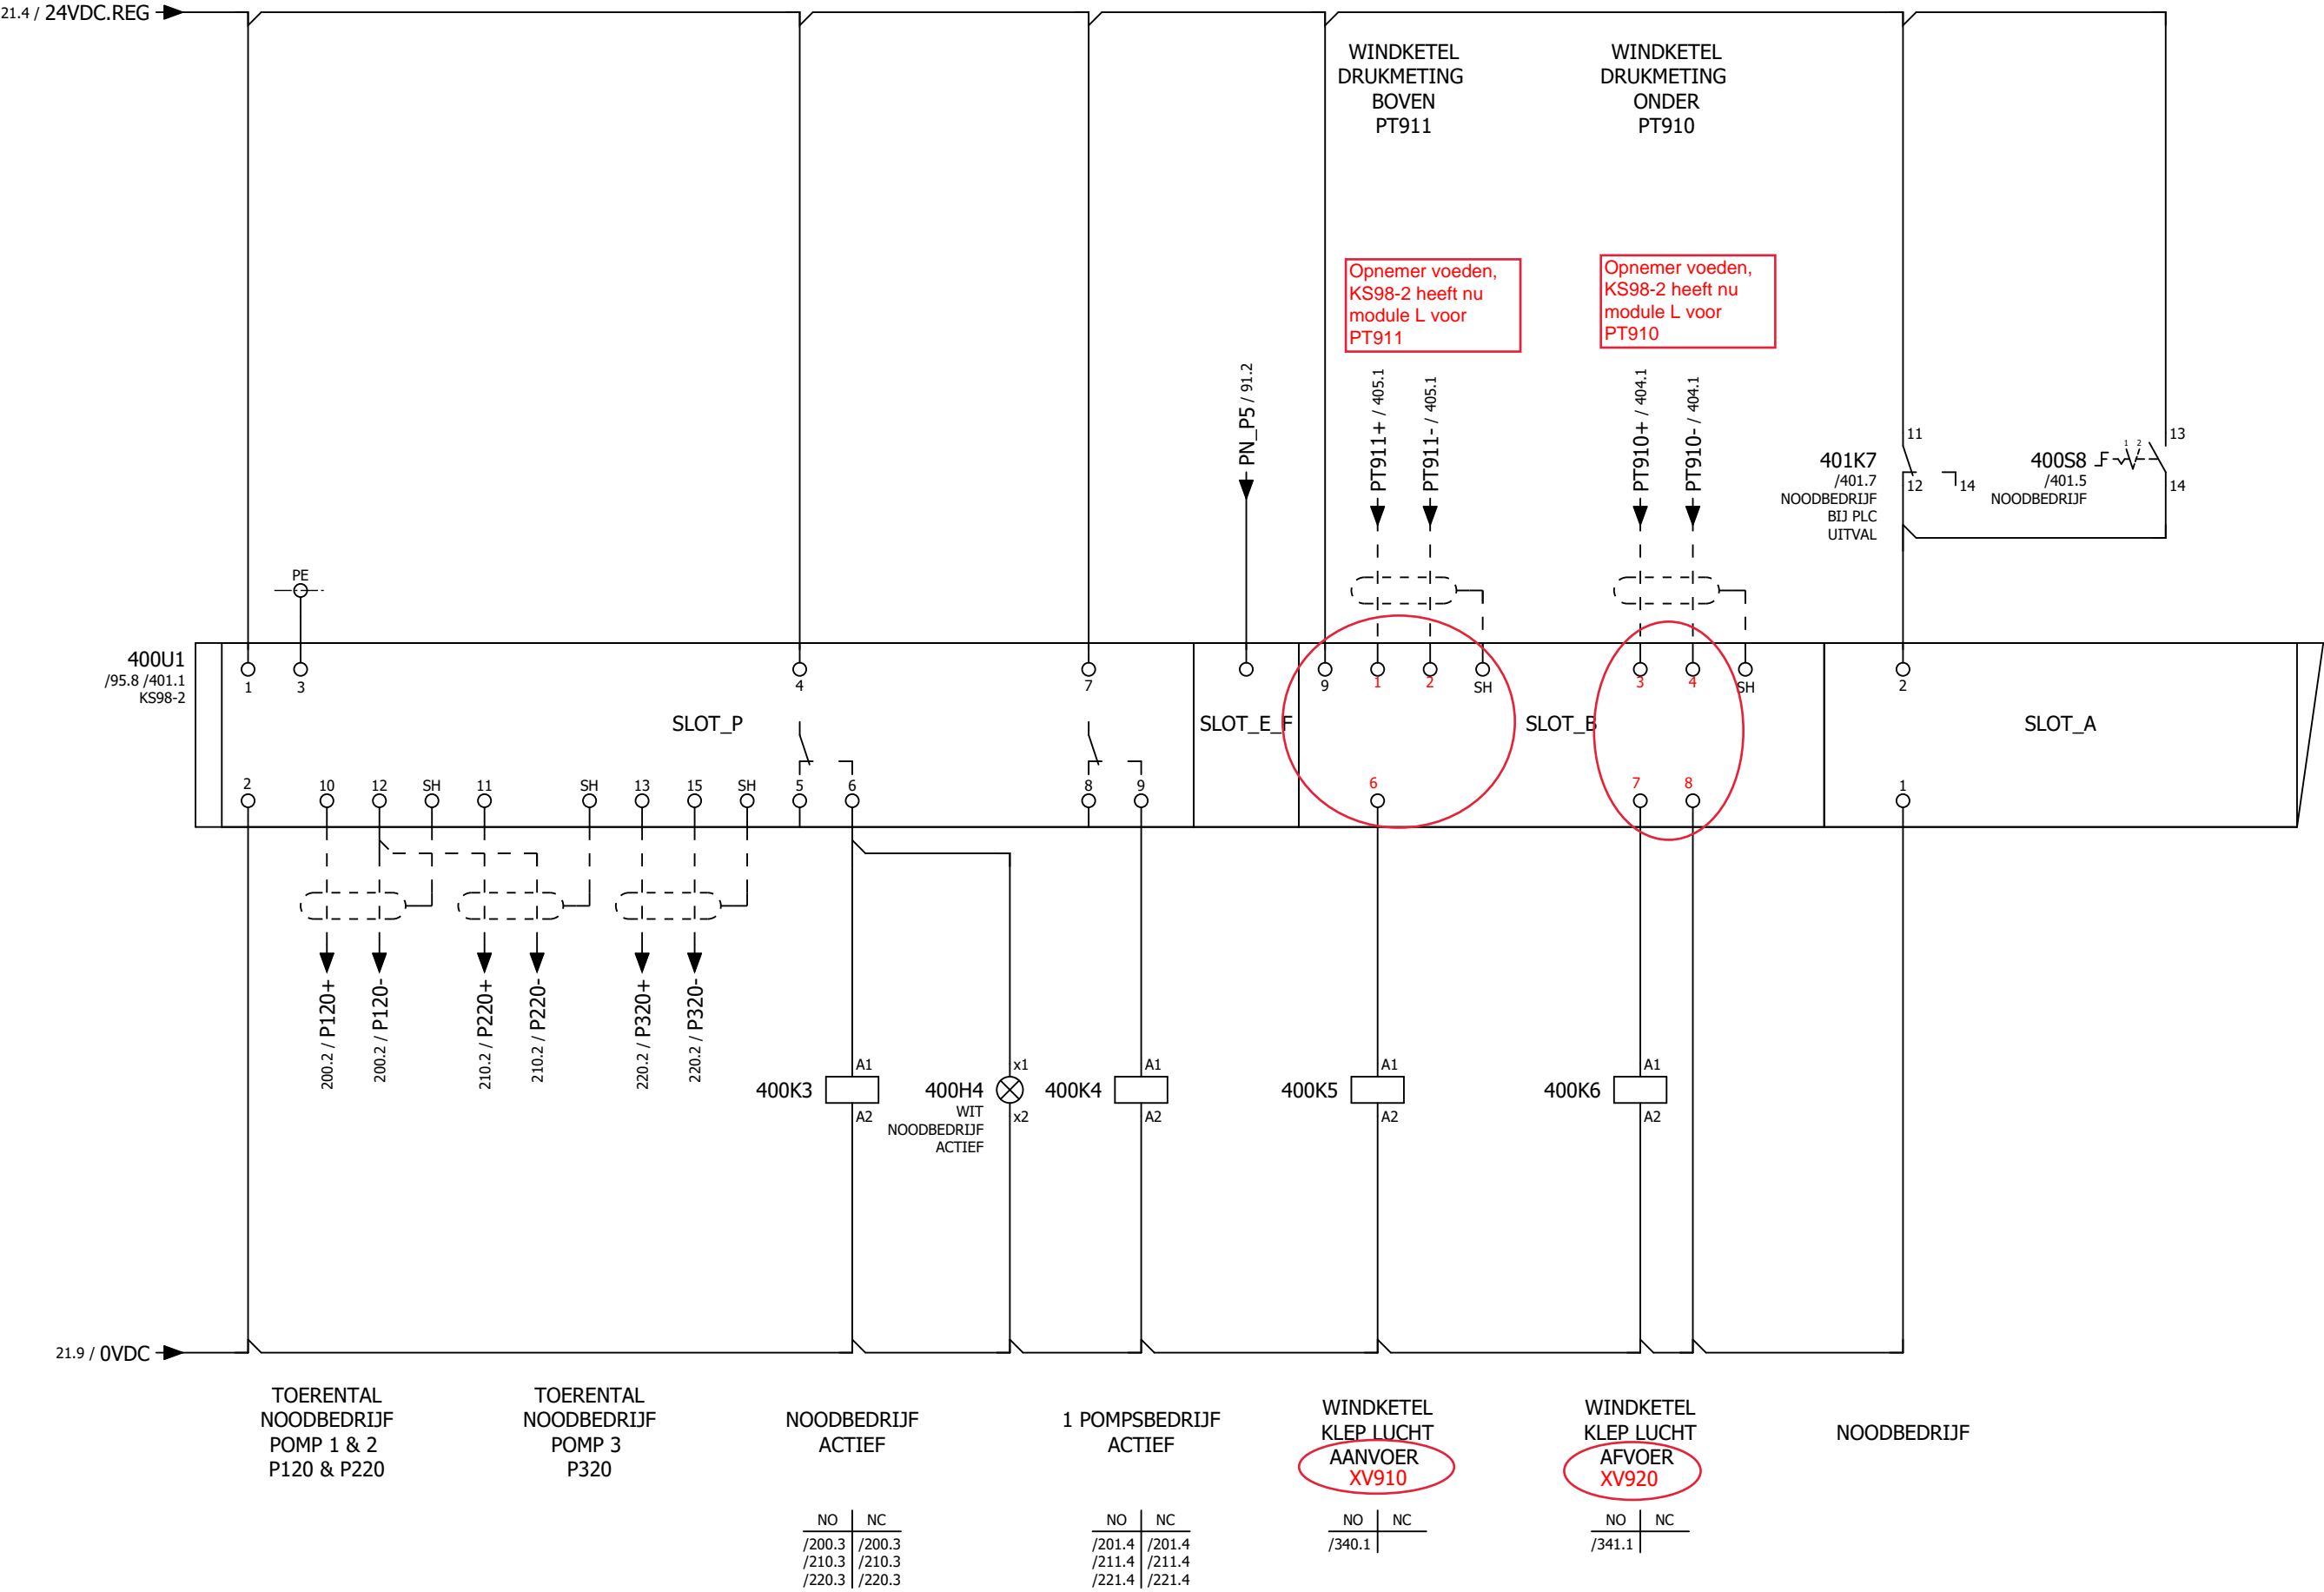 21.4 / 24VDC.REG
WINDKETEL
DRUKMETING
BOVEN
PT911
WINDKETEL
DRUKMETING
ONDER
PT910
Opnemer voeden,
KS98-2 heeft nu
module L voor
PT911
Opnemer voeden,
KS98-2 heeft nu
module L voor
PT910
PN_P5 / 91.2
PT911+ / 405.1
PT911- / 405.1
PT910+ / 404.1
PT910- / 404.1
401K7
/401.7
NOODBEDRIJF
BIJ PLC
UITVAL
11
12
14
400S8
/401.5
NOODBEDRIJF
1 2
13
14
PE
400U1
/95.8 /401.1
KS98-2
1 3 4 7 9 1 2 SH 3 4 SH 2
SLOT_P SLOT_E_F SLOT_B SLOT_A
2 10 12 SH 11 SH 13 15 SH 5 6 8 9 6 7 8 1
200.2 / P120+
200.2 / P120-
210.2 / P220+
210.2 / P220-
220.2 / P320+
220.2 / P320-
400K3
A1
A2
400H4
WIT
NOODBEDRIJF
ACTIEF
x1
x2
400K4
A1
A2
400K5
A1
A2
400K6
A1
A2
21.9 / 0VDC
TOERENTAL
NOODBEDRIJF
POMP 1 & 2
P120 & P220
TOERENTAL
NOODBEDRIJF
POMP 3
P320
NOODBEDRIJF
ACTIEF
1 POMPSBEDRIJF
ACTIEF
WINDKETEL
KLEP LUCHT
AANVOER
XV910
WINDKETEL
KLEP LUCHT
AFVOER
XV920
NOODBEDRIJF
NO NC
/200.3 /200.3
/210.3 /210.3
/220.3 /220.3
NO NC
/201.4 /201.4
/211.4 /211.4
/221.4 /221.4
NO NC
/340.1
NO NC
/341.1